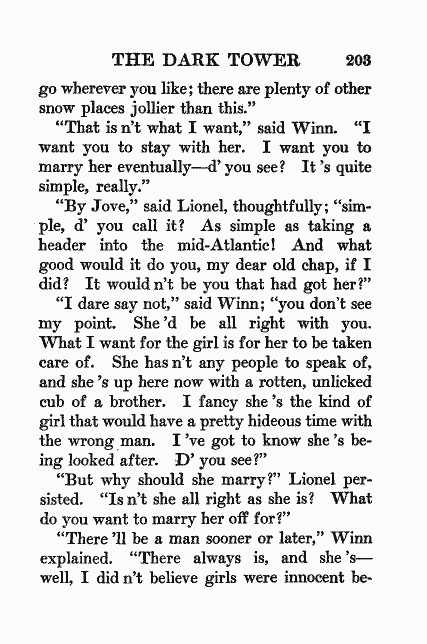 THE DARK TOWER 203
go wherever you like; there are plenty of other
snow places jollier than this."
"That is n't what I want," said Winn. "I
want you to stay with her. I want you to
marry her eventually—d' you see? It 's quite
simple, really."
"By Jove," said Lionel, thoughtfully; "sim-
ple, d' you call it? As simple as taking a
header into the mid-Atlantic! And what
good would it do you, my dear old chap, if I
did? It would n't be you that had got her?"
"I dare say not," said Winn; "you don't see
my point. She 'd be all right with you.
What I want for the girl is for her to be taken
care of. She has n't any people to speak of,
and she 's up here now with a rotten, unlicked
cub of a brother. I fancy she 's the kind of
girl that would have a pretty hideous time with
the wrong man. I 've got to know she 's be-
ing looked after. D' you see?"
"But why should she marry?" Lionel per-
sisted. "Is n't she all right as she is? What
do you want to marry her off for?"
"There 'll be a man sooner or later," Winn
explained. "There always is, and she 's—
well, I did n't believe girls were innocent be-